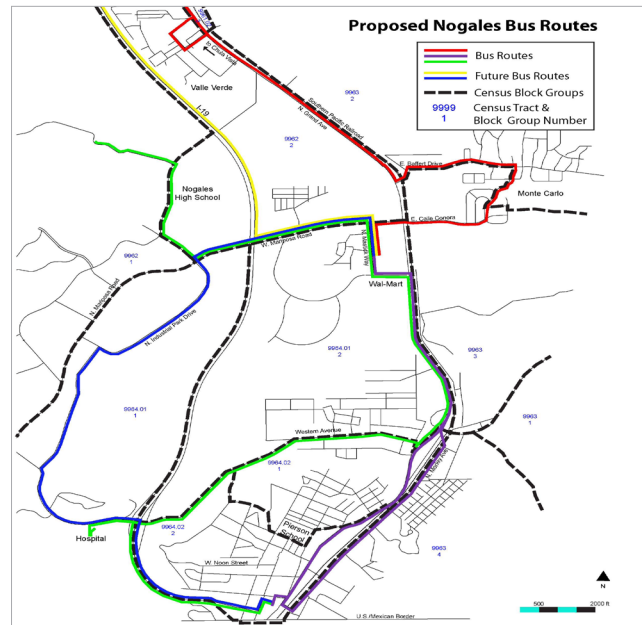 Proposed Nogales Bus Routes
Bus Routes
Future Bus Routes
Census Block Groups
9999
1
Census Tract &
Block Group Number
to Chula Vista
Valle Verde
I-19
Southern Pacific Railroad
N. Grand Ave
9963
2
9962
2
E. Baffert Drive
Monte Carlo
Nogales
High School
E. Calle Sonora
W. Mariposa Road
Wal-Mart
9962
1
N. Mariposa Road
N. Industrial Park Drive
9964.01
2
9963
3
9964.01
1
9963
1
Western Avenue
9964.02
1
Pierson
School
9964.02
2
Hospital
W. Noon Street
9963
4
U.S./Mexican Border
N
500
2000 ft